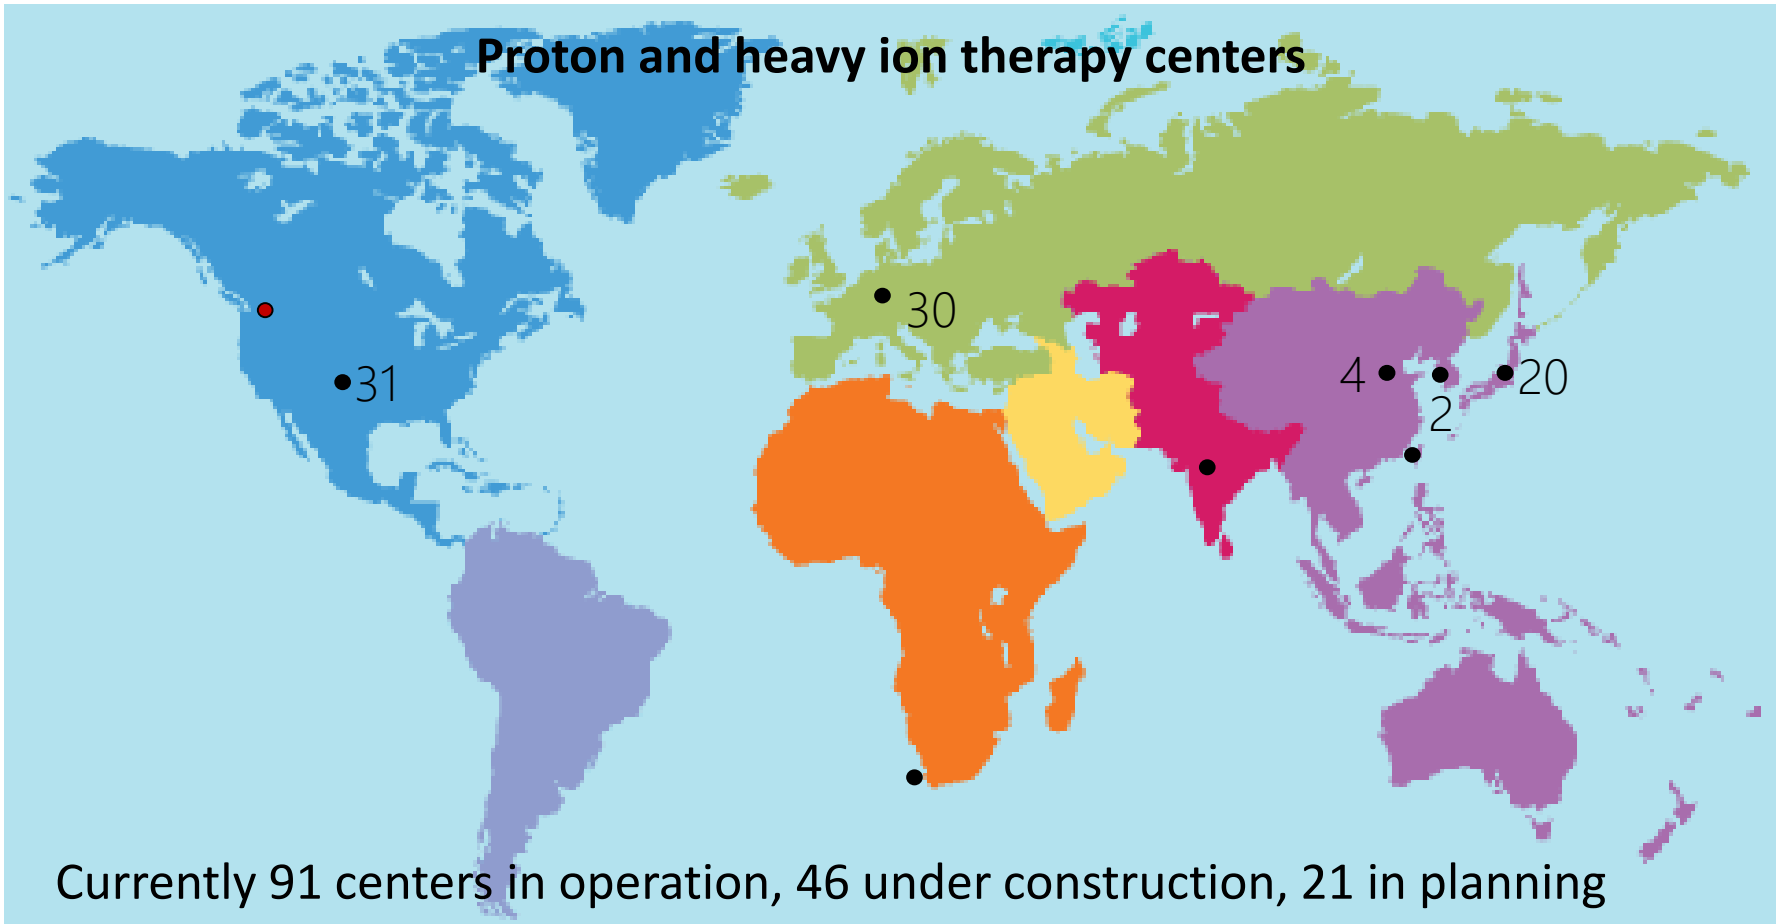 Proton and heavy ion therapy centers
30
31
4
20
2
Currently 91 centers in operation, 46 under construction, 21 in planning